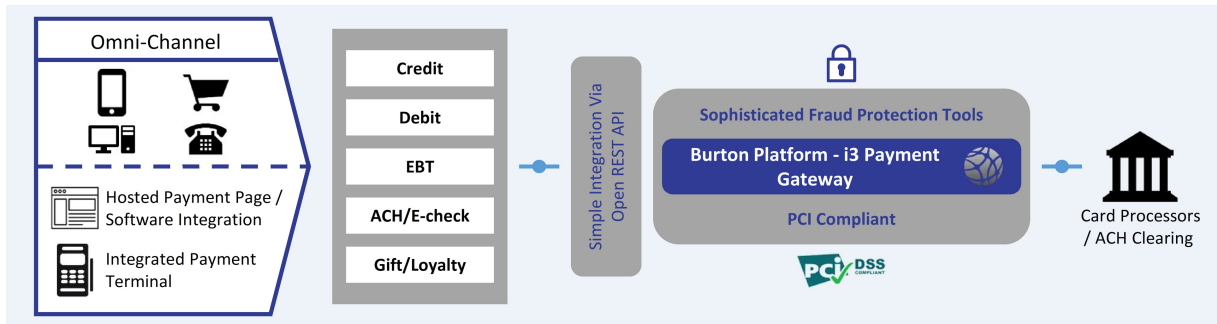 Omni-Channel
Hosted Payment Page /
Software Integration
Integrated Payment
Terminal
Credit
Debit
EBT
ACH/E-check
Gift/Loyalty
Simple Integration Via
Open REST API
Sophisticated Fraud Protection Tools
Burton Platform - i3 Payment
Gateway
PCI Compliant
PCi DSS
COMPLIANT
Card Processors
/ ACH Clearing